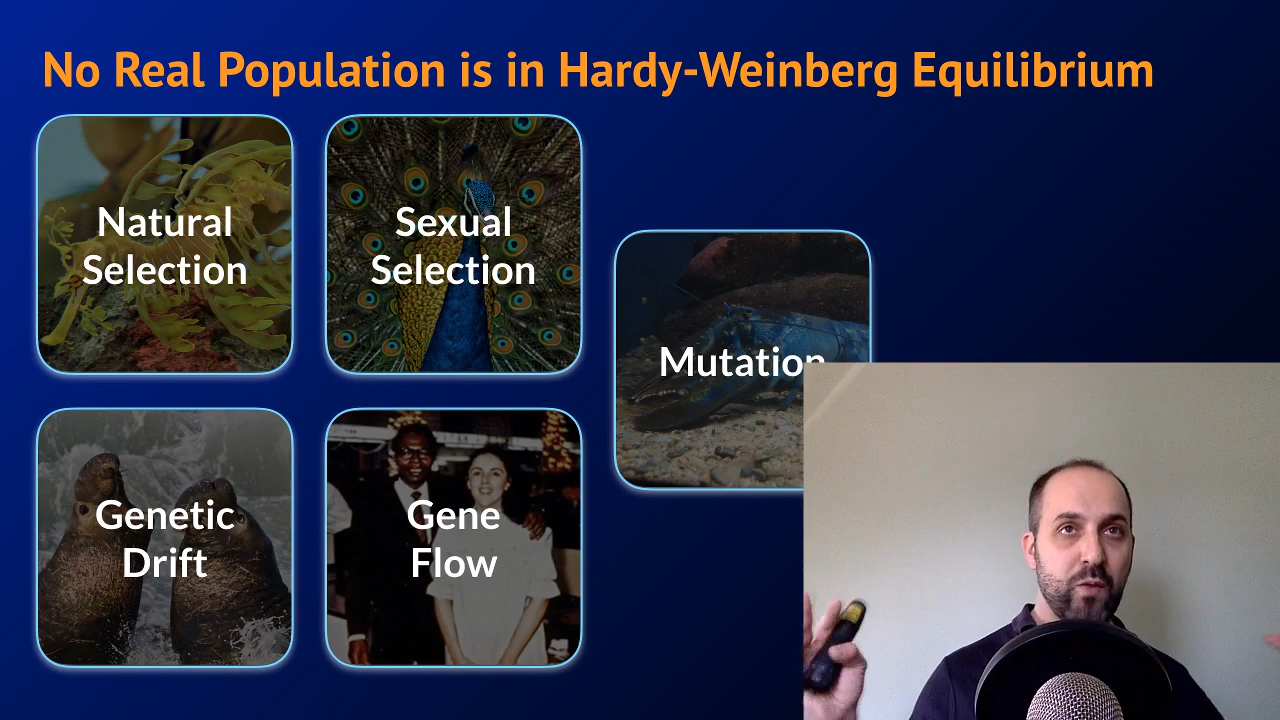 No Real Population is in Hardy-Weinberg Equilibrium
Natural
Selection
Sexual
Selection
Mutation
Genetic
Drift
Gene
Flow